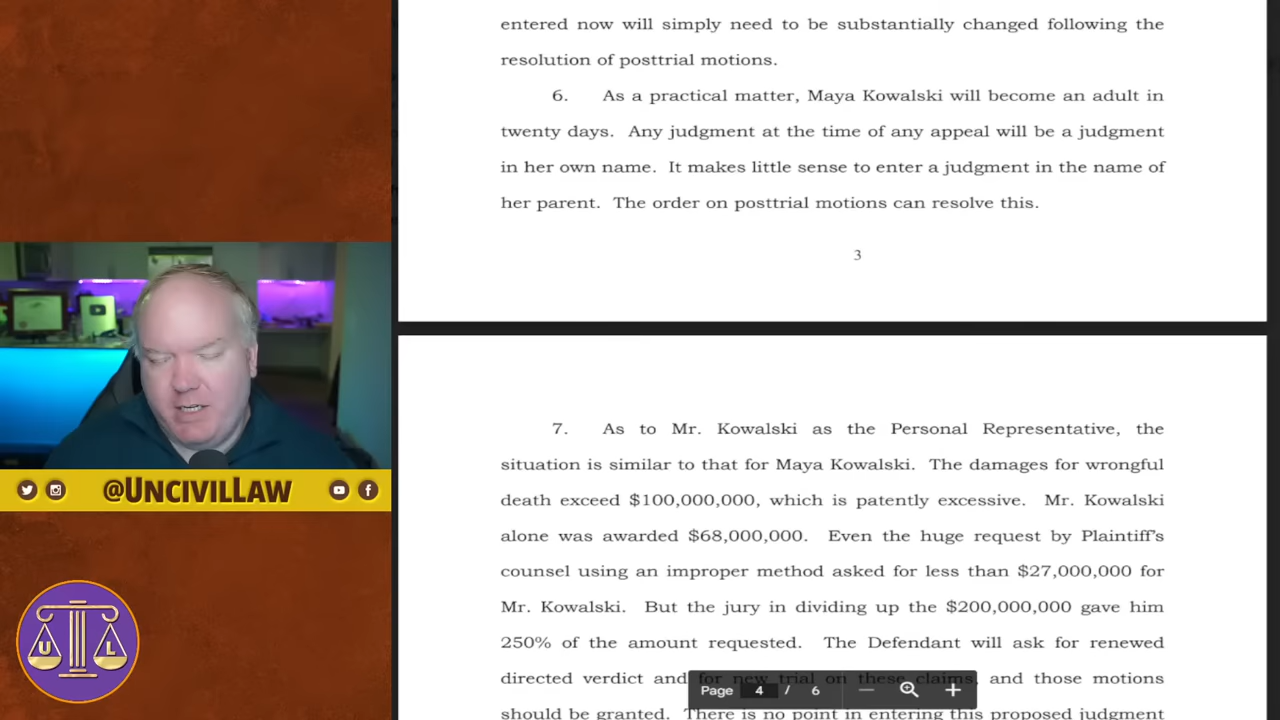 entered now will simply need to be substantially changed following the
resolution of posttrial motions.
6. As a practical matter, Maya Kowalski will become an adult in
twenty days. Any judgment at the time of any appeal will be a judgment
in her own name. It makes little sense to enter a judgment in the name of
her parent. The order on posttrial motions can resolve this.
3
7. As to Mr. Kowalski as the Personal Representative, the
situation is similar to that for Maya Kowalski. The damages for wrongful
death exceed $100,000,000, which is patently excessive. Mr. Kowalski
alone was awarded $68,000,000. Even the huge request by Plaintiff's
counsel using an improper method asked for less than $27,000,000 for
Mr. Kowalski. But the jury in dividing up the $200,000,000 gave him
250% of the amount requested. The Defendant will ask for renewed
directed verdict and for new trial on these claims, and those motions
should be granted. There is no point in entering this proposed judgment
Page 4 / 6
@UNCIVILLAW
U L